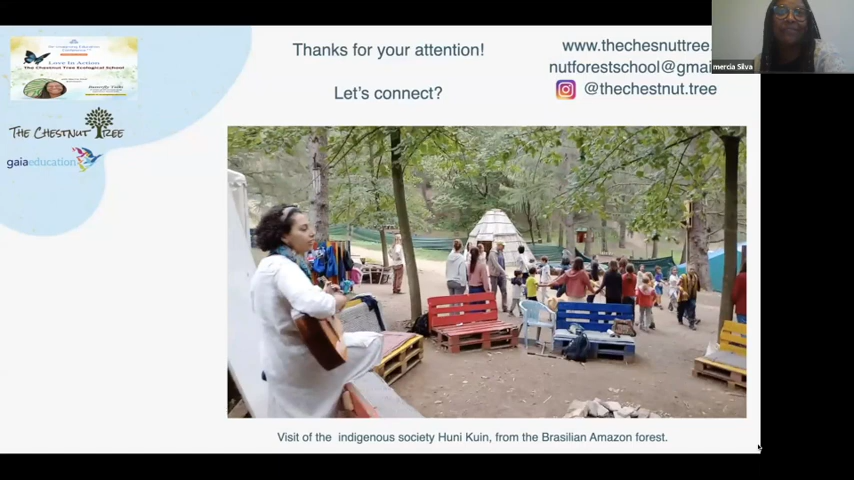 Thanks for your attention!
Let's connect?
www.thechesnuttree.
nutforestschool@gmai
@thechestnut.tree
mercia Silva
Love In Action
The Chestnut Tree Ecological School
Butterfly Talks
THE CHESTNUT TREE
gaiaeducation
Visit of the indigenous society Huni Kuin, from the Brasilian Amazon forest.